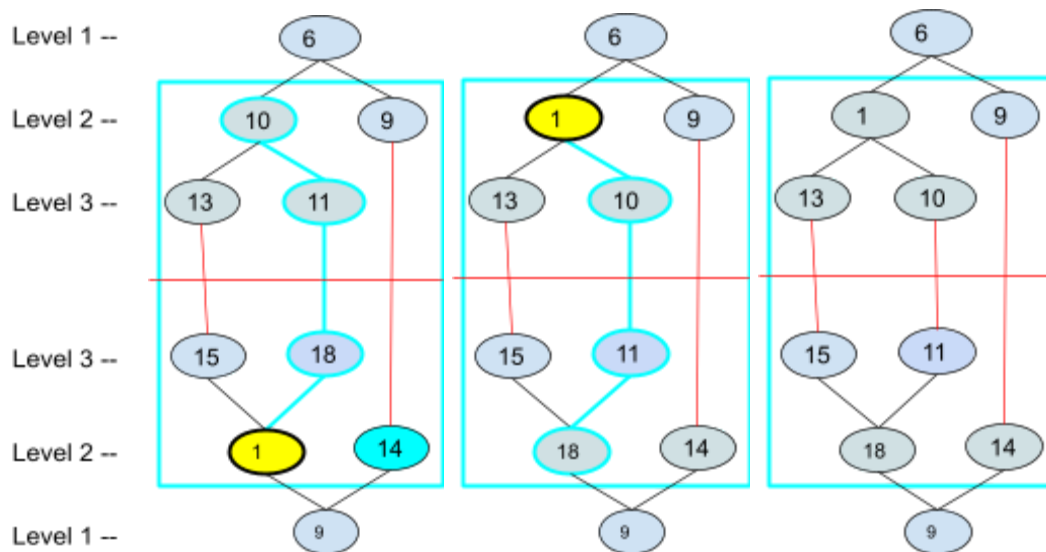 Level 1 -- 6 6 6
Level 2 -- 10 9 1 9 1 9
Level 3 -- 13 11 13 10 13 10
Level 3 -- 15 18 15 11 15 11
Level 2 -- 1 14 18 14 18 14
Level 1 -- 9 9 9